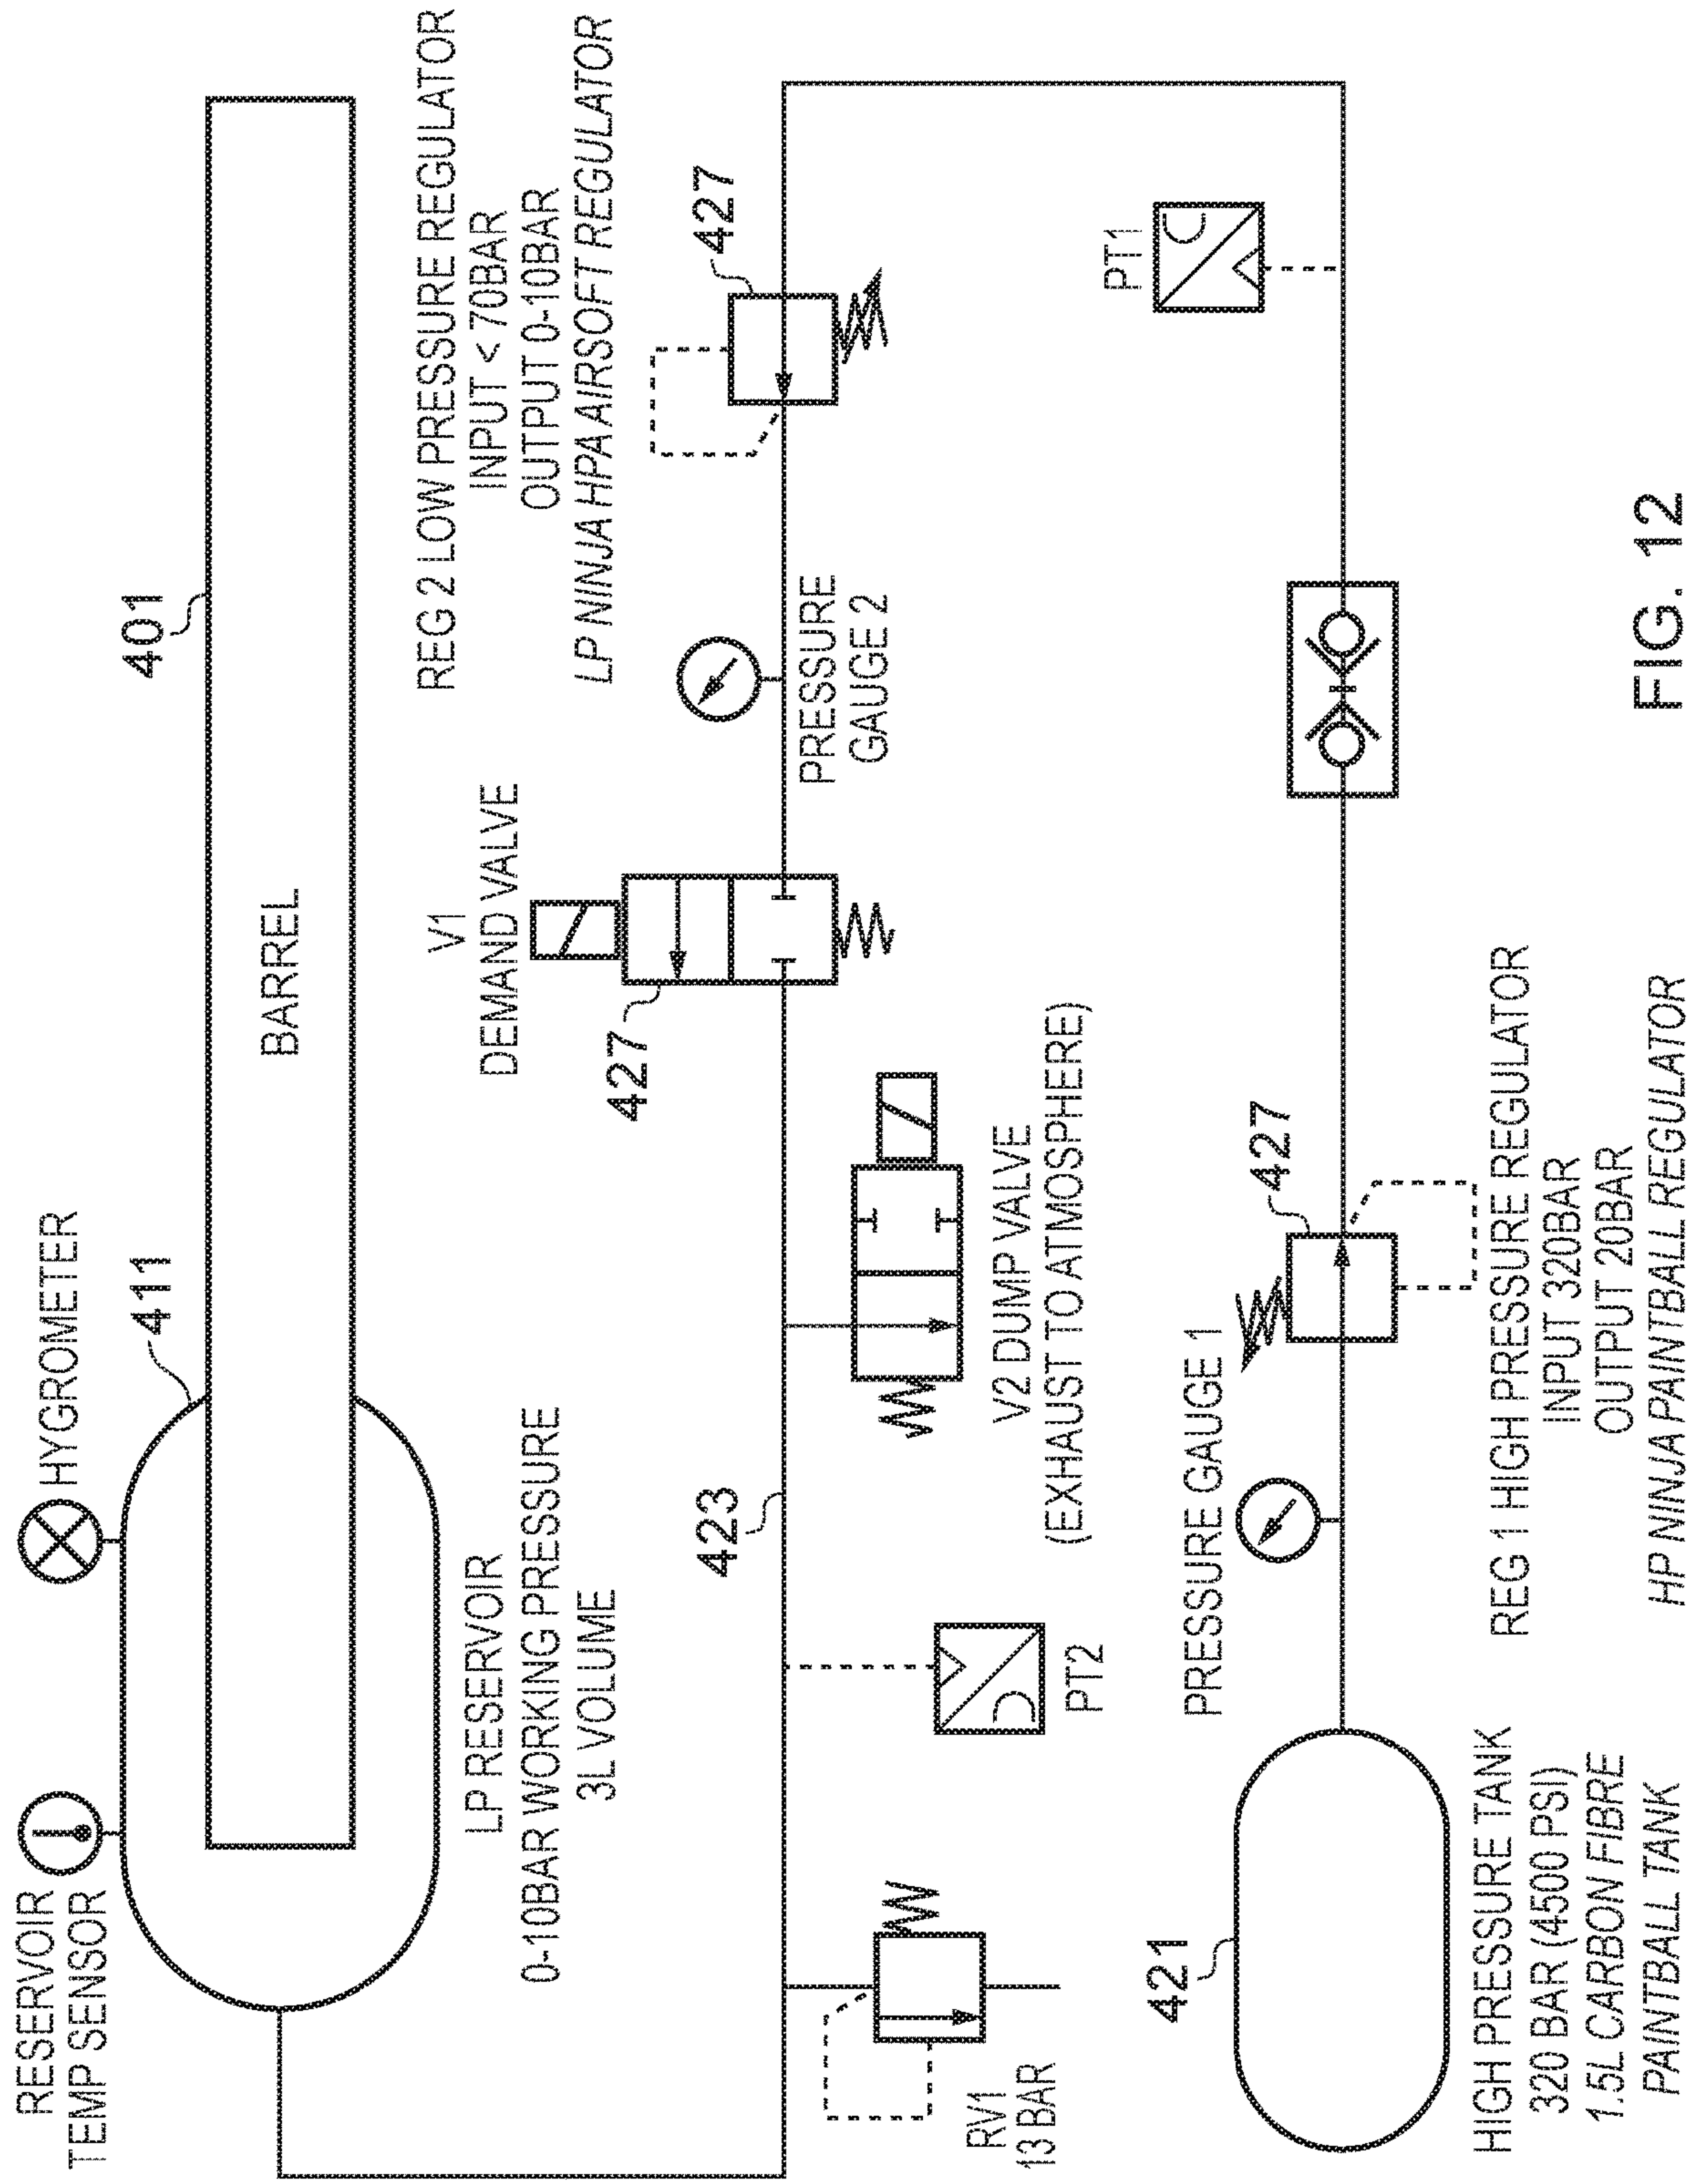 RESERVOIR
TEMP SENSOR
HYGROMETER
411
401
BARREL
LP RESERVOIR
0-10BAR WORKING PRESSURE
3L VOLUME
V1
DEMAND VALVE
427
REG 2 LOW PRESSURE REGULATOR
INPUT < 70BAR
OUTPUT 0-10BAR
LP NINJA HPA AIRSOFT REGULATOR
427
PRESSURE
GAUGE 2
423
RV1
13 BAR
PT2
V2 DUMP VALVE
(EXHAUST TO ATMOSPHERE)
PT1
421
HIGH PRESSURE TANK
320 BAR (4500 PSI)
1.5L CARBON FIBRE
PAINTBALL TANK
PRESSURE GAUGE 1
427
REG 1 HIGH PRESSURE REGULATOR
INPUT 320BAR
OUTPUT 20BAR
HP NINJA PAINTBALL REGULATOR
FIG. 12